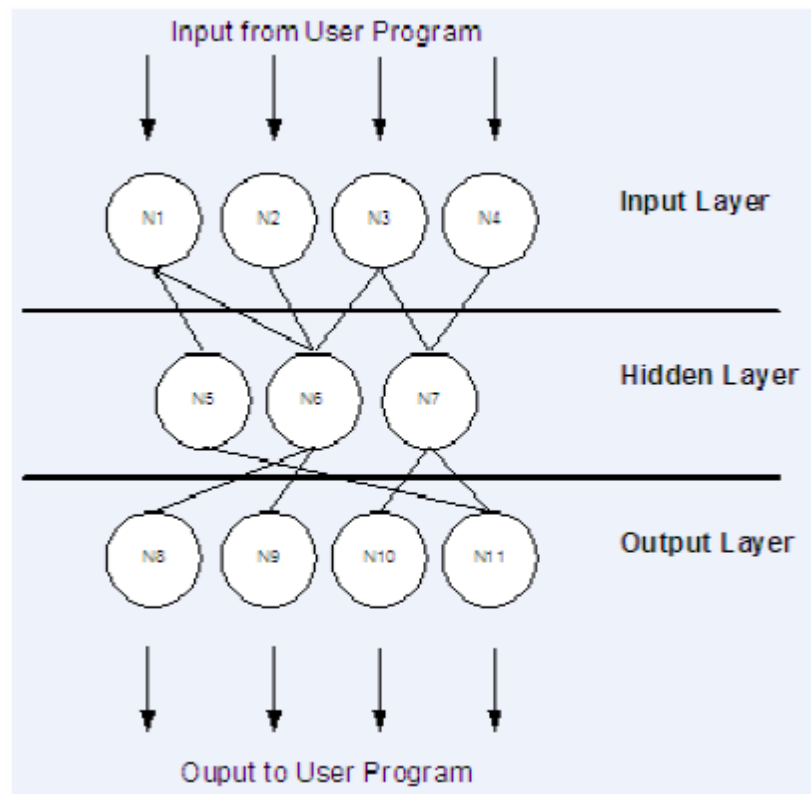 Input from User Program
N1 N2 N3 N4
Input Layer
N5 N6 N7
Hidden Layer
N8 N9 N10 N11
Output Layer
Ouput to User Program